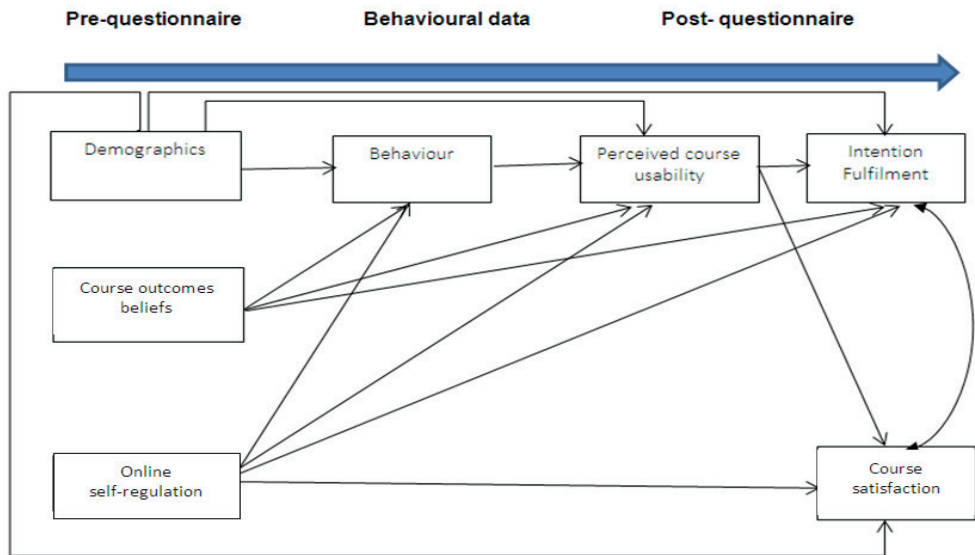 Pre-questionnaire
Behavioural data
Post- questionnaire
Demographics
Behaviour
Perceived course
usability
Intention
Fulfilment
Course outcomes
beliefs
Online
self-regulation
Course
satisfaction